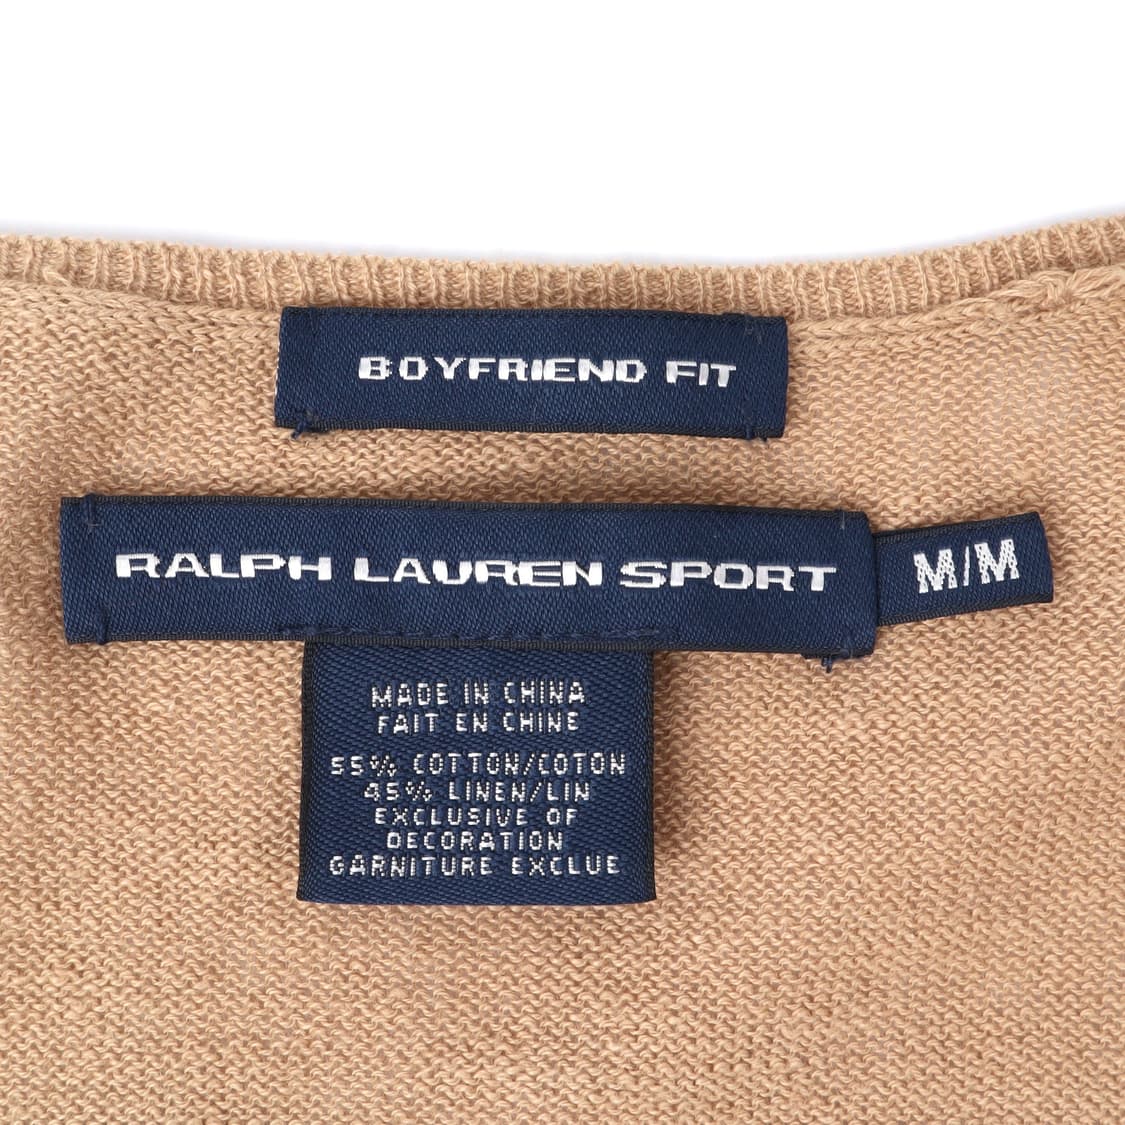 BOYFRIEND FIT
RALPH LAUREN SPORT
M/M
MADE IN CHINA
FAIT EN CHINE
55% COTTON/COTON
45% LINEN/LIN
EXCLUSIVE OF
DECORATION
GARNITURE EXCLUE